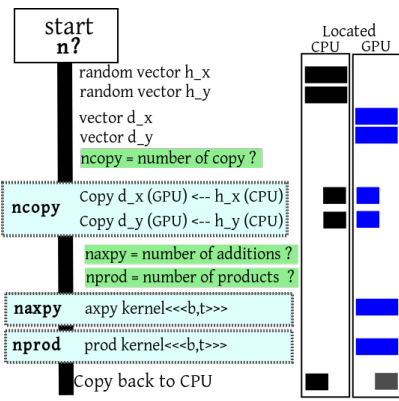 start
n?
Located
CPU GPU
random vector h_x
random vector h_y
vector d_x
vector d_y
ncopy = number of copy ?
ncopy
Copy d_x (GPU) <-- h_x (CPU)
Copy d_y (GPU) <-- h_y (CPU)
naxpy = number of additions ?
nprod = number of products ?
naxpy axpy kernel<<<b,t>>>
nprod prod kernel<<<b,t>>>
Copy back to CPU